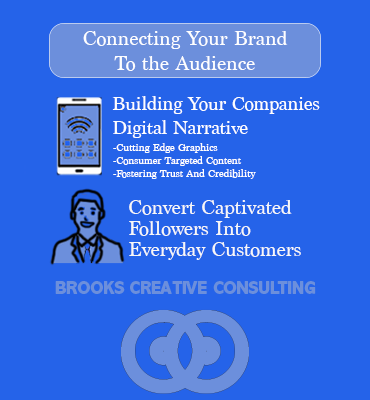 Connecting Your Brand
To the Audience
Building Your Companies
Digital Narrative
-Cutting Edge Graphics
-Consumer Targeted Content
-Fostering Trust And Credibility
Convert Captivated
Followers Into
Everyday Customers
BROOKS CREATIVE CONSULTING